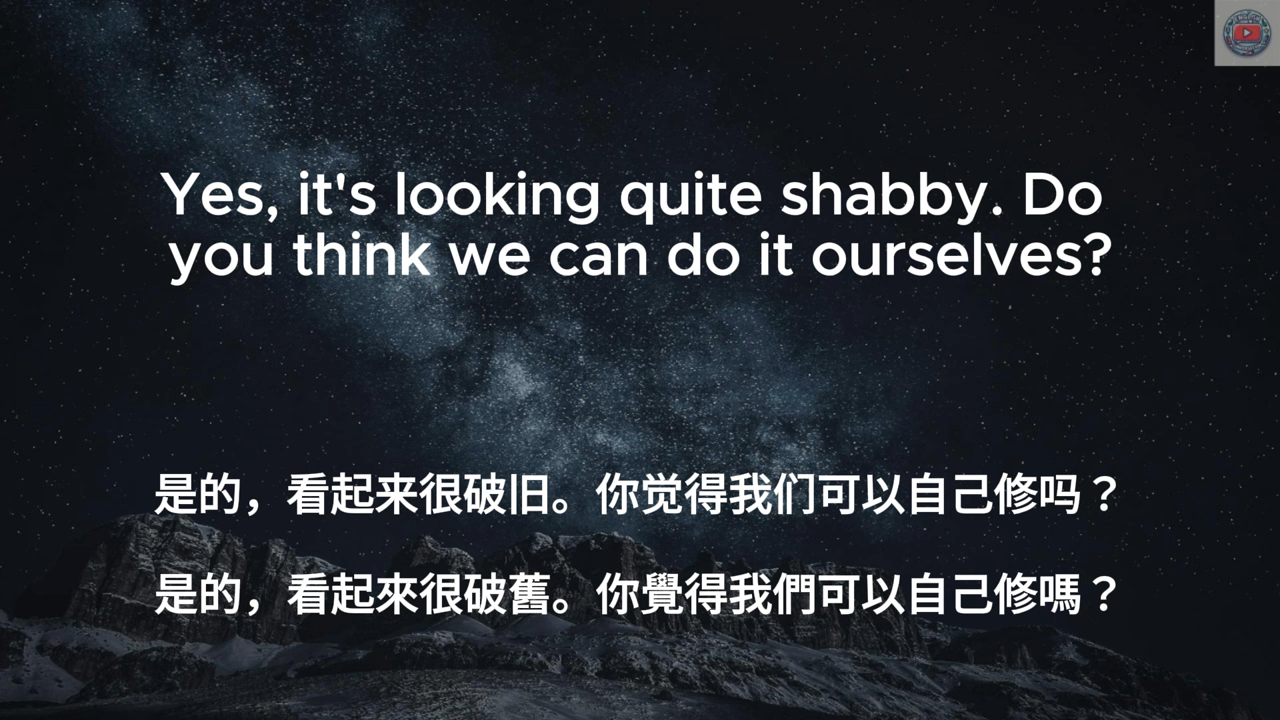 Yes, it's looking quite shabby. Do
you think we can do it ourselves?
是的，看起来很破旧。你觉得我们可以自己修吗？
是的，看起來很破舊。你覺得我們可以自己修嗎？